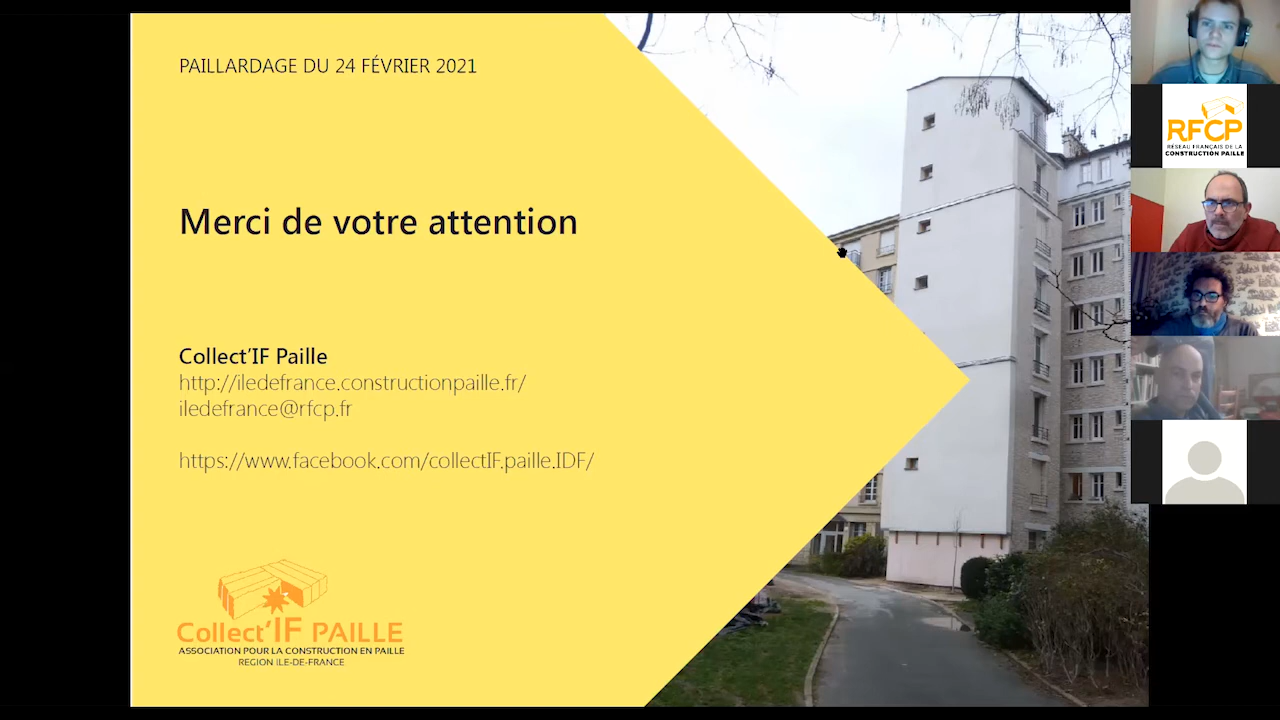 PAILLARDAGE DU 24 FÉVRIER 2021
Merci de votre attention
Collect'IF Paille
http://iledefrance.constructionpaille.fr/
iledefrance@rfcp.fr
https://www.facebook.com/collectIF.paille.IDF/
Collect'IF PAILLE
ASSOCIATION POUR LA CONSTRUCTION EN PAILLE
REGION ILE-DE-FRANCE
RFCP
RÉSEAU FRANÇAIS DE LA
CONSTRUCTION PAILLE